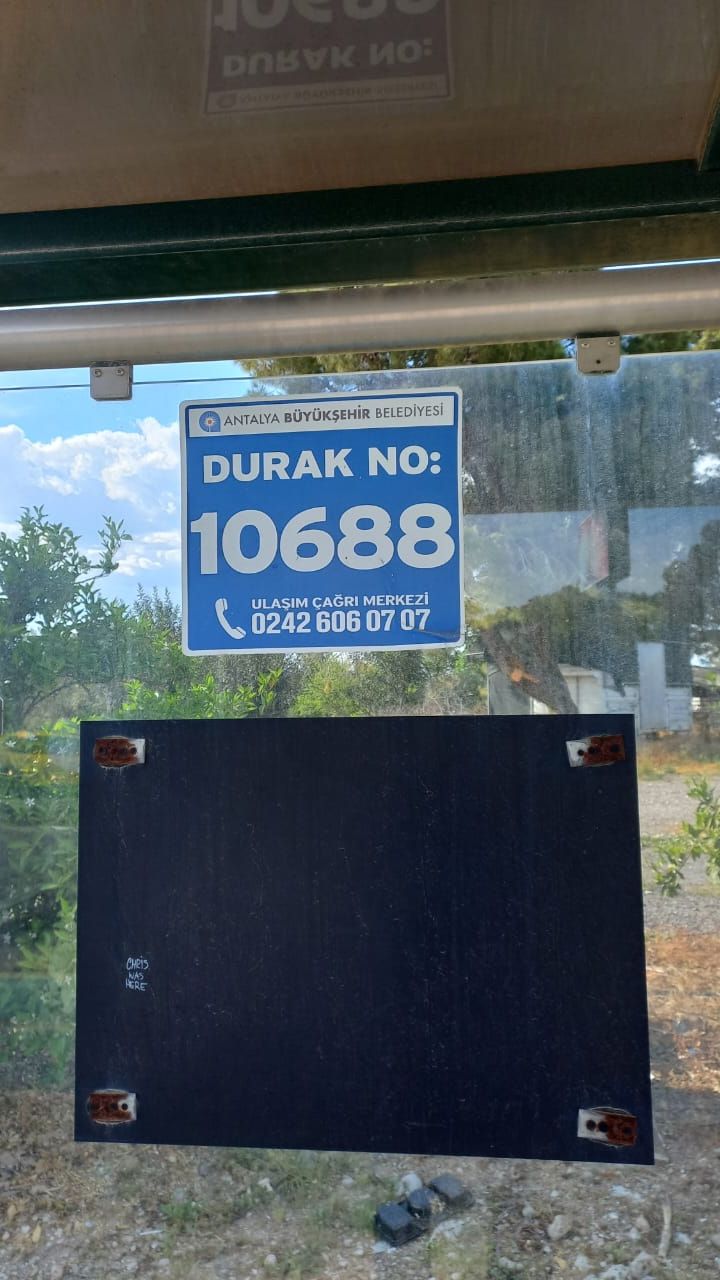 ANTALYA BÜYÜKŞEHİR BELEDİYESİ
DURAK NO:
10688
ULAŞIM ÇAĞRI MERKEZİ
0242 606 07 07
CHRIS
WAS
HERE